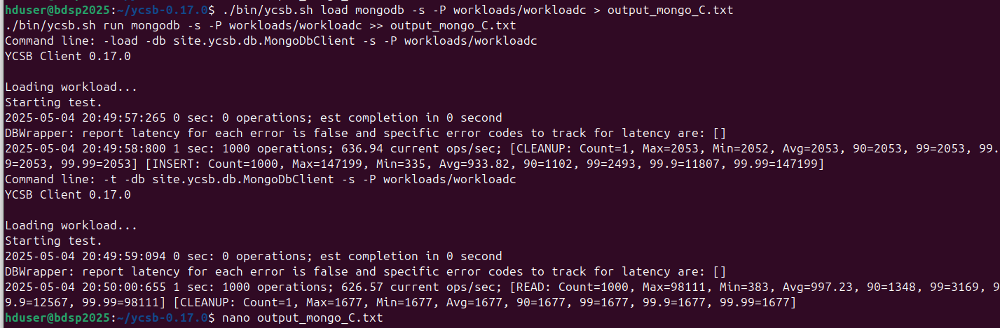 hduser@bdsp2025:~/ycsb-0.17.0$ ./bin/ycsb.sh load mongodb -s -P workloads/workloadc > output_mongo_C.txt
./bin/ycsb.sh run mongodb -s -P workloads/workloadc >> output_mongo_C.txt
Command line: -load -db site.ycsb.db.MongoDbClient -s -P workloads/workloadc
YCSB Client 0.17.0

Loading workload...
Starting test.
2025-05-04 20:49:57:265 0 sec: 0 operations; est completion in 0 second
DBWrapper: report latency for each error is false and specific error codes to track for latency are: []
2025-05-04 20:49:58:800 1 sec: 1000 operations; 636.94 current ops/sec; [CLEANUP: Count=1, Max=2053, Min=2052, Avg=2053, 90=2053, 99=2053, 99.
9=2053, 99.99=2053] [INSERT: Count=1000, Max=147199, Min=335, Avg=933.82, 90=1102, 99=2493, 99.9=11807, 99.99=147199]
Command line: -t -db site.ycsb.db.MongoDbClient -s -P workloads/workloadc
YCSB Client 0.17.0

Loading workload...
Starting test.
2025-05-04 20:49:59:094 0 sec: 0 operations; est completion in 0 second
DBWrapper: report latency for each error is false and specific error codes to track for latency are: []
2025-05-04 20:50:00:655 1 sec: 1000 operations; 626.57 current ops/sec; [READ: Count=1000, Max=98111, Min=383, Avg=997.23, 90=1348, 99=3169, 9
9.9=12567, 99.99=98111] [CLEANUP: Count=1, Max=1677, Min=1677, Avg=1677, 90=1677, 99=1677, 99.9=1677, 99.99=1677]
hduser@bdsp2025:~/ycsb-0.17.0$ nano output_mongo_C.txt